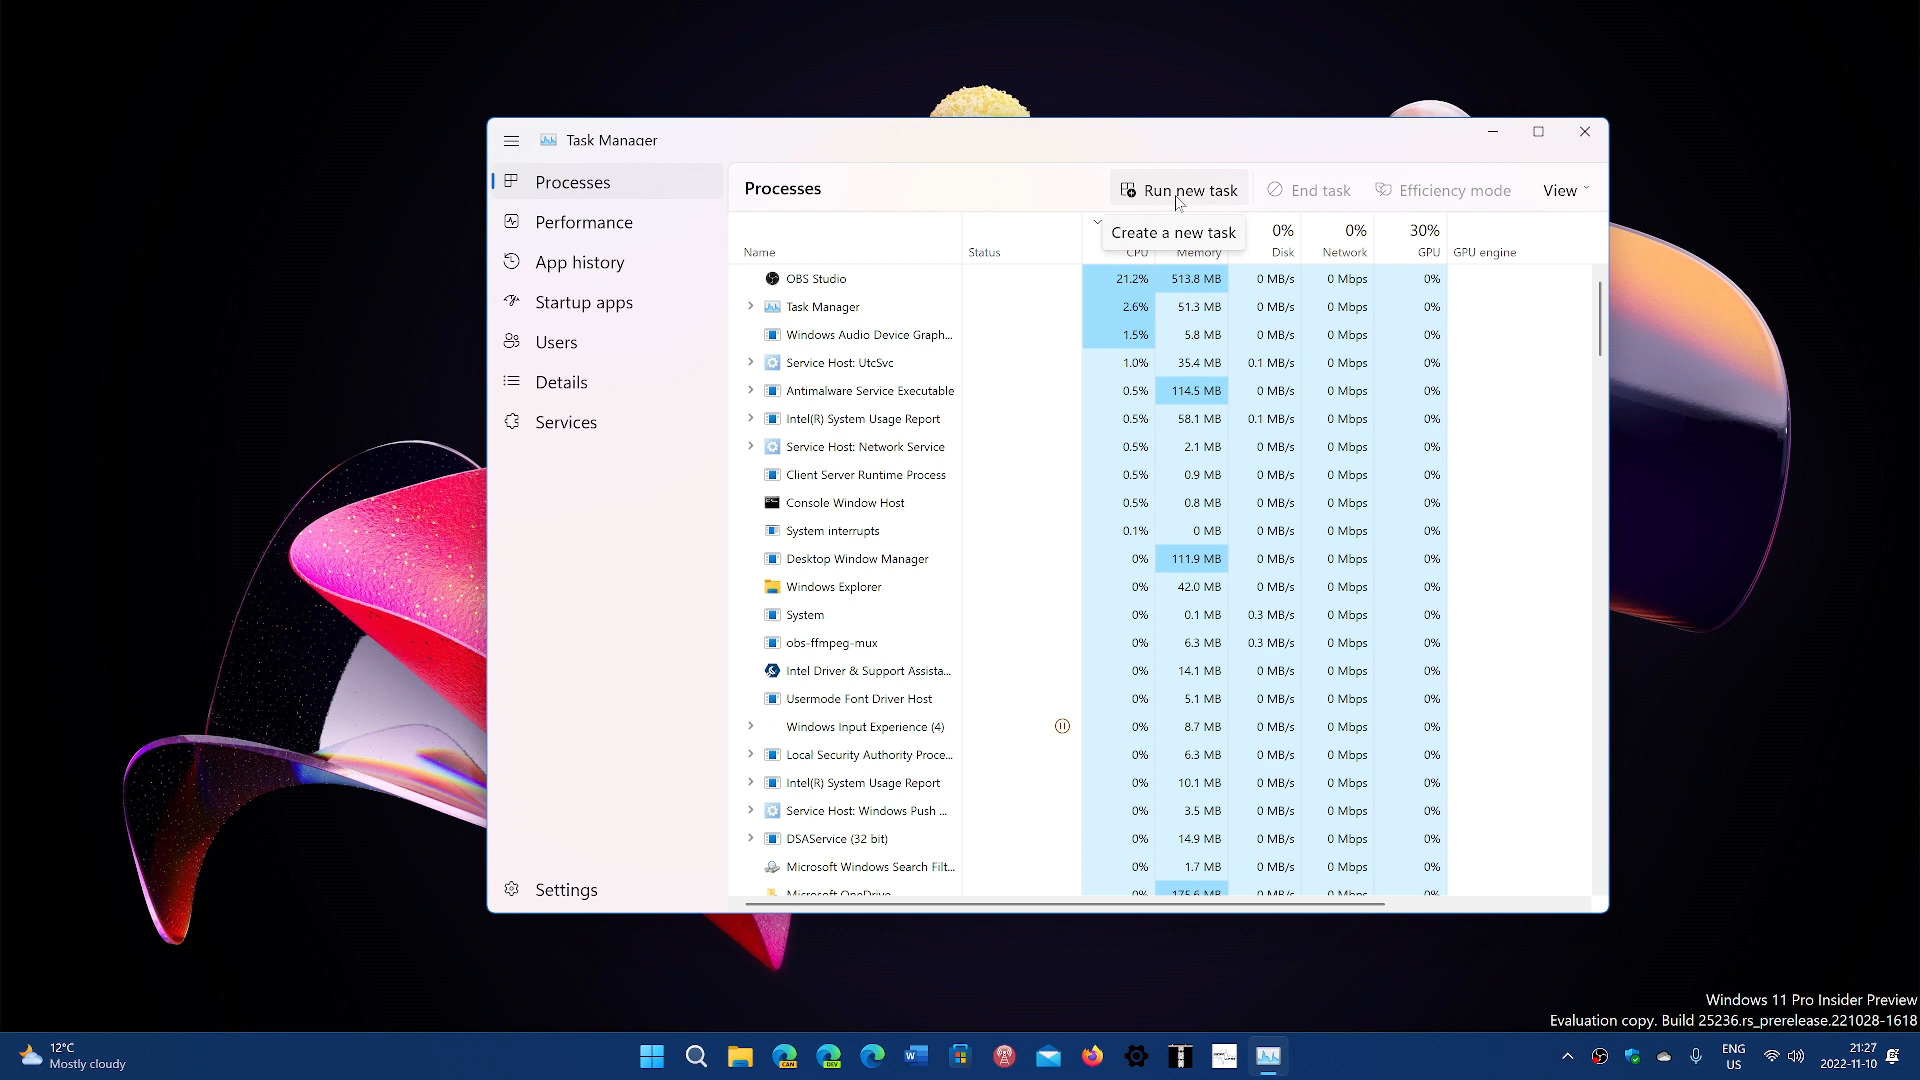 Task Manager
Processes
Performance
App history
Startup apps
Users
Details
Services
Settings
Processes
Run new task
End task
Efficiency mode
View
Create a new task
0% 0% 30%
Name Status CPU Memory Disk Network GPU GPU engine
OBS Studio 21.2% 513.8 MB 0 MB/s 0 Mbps 0%
Task Manager 2.6% 51.3 MB 0 MB/s 0 Mbps 0%
Windows Audio Device Graph... 1.5% 5.8 MB 0 MB/s 0 Mbps 0%
Service Host: UtcSvc 1.0% 35.4 MB 0.1 MB/s 0 Mbps 0%
Antimalware Service Executable 0.5% 114.5 MB 0 MB/s 0 Mbps 0%
Intel(R) System Usage Report 0.5% 58.1 MB 0.1 MB/s 0 Mbps 0%
Service Host: Network Service 0.5% 2.1 MB 0 MB/s 0 Mbps 0%
Client Server Runtime Process 0.5% 0.9 MB 0 MB/s 0 Mbps 0%
Console Window Host 0.5% 0.8 MB 0 MB/s 0 Mbps 0%
System interrupts 0.1% 0 MB 0 MB/s 0 Mbps 0%
Desktop Window Manager 0% 111.9 MB 0 MB/s 0 Mbps 0%
Windows Explorer 0% 42.0 MB 0 MB/s 0 Mbps 0%
System 0% 0.1 MB 0.3 MB/s 0 Mbps 0%
obs-ffmpeg-mux 0% 6.3 MB 0.3 MB/s 0 Mbps 0%
Intel Driver & Support Assista... 0% 14.1 MB 0 MB/s 0 Mbps 0%
Usermode Font Driver Host 0% 5.1 MB 0 MB/s 0 Mbps 0%
Windows Input Experience (4) 0% 8.7 MB 0 MB/s 0 Mbps 0%
Local Security Authority Proce... 0% 6.3 MB 0 MB/s 0 Mbps 0%
Intel(R) System Usage Report 0% 10.1 MB 0 MB/s 0 Mbps 0%
Service Host: Windows Push ... 0% 3.5 MB 0 MB/s 0 Mbps 0%
DSAService (32 bit) 0% 14.9 MB 0 MB/s 0 Mbps 0%
Microsoft Windows Search Filt... 0% 1.7 MB 0 MB/s 0 Mbps 0%
Microsoft OneDrive 0% 175.6 MB 0 MB/s 0 Mbps 0%
Windows 11 Pro Insider Preview
Evaluation copy. Build 25236.rs_prerelease.221028-1618
12°C
Mostly cloudy
CAN
DEV
ENG
US
21:27
2022-11-10